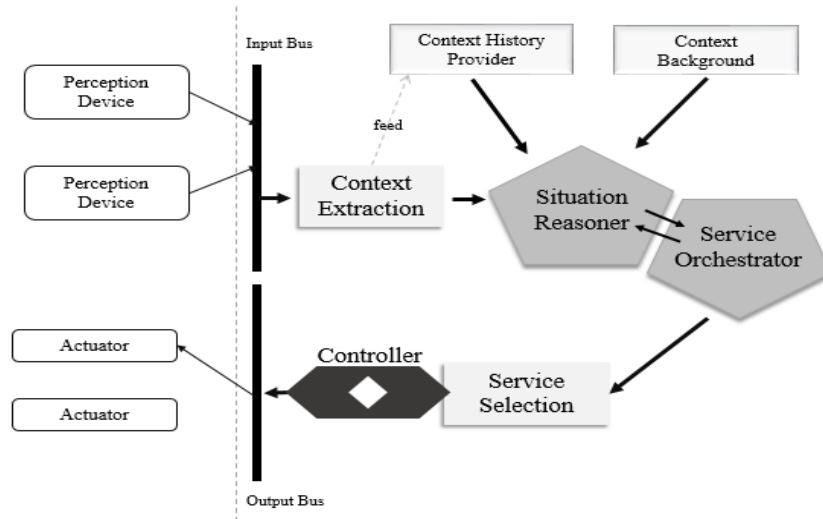 Input Bus
Context History
Provider
Context
Background
Perception
Device
feed
Perception
Device
Context
Extraction
Situation
Reasoner
Service
Orchestrator
Actuator
Controller
Service
Selection
Actuator
Output Bus